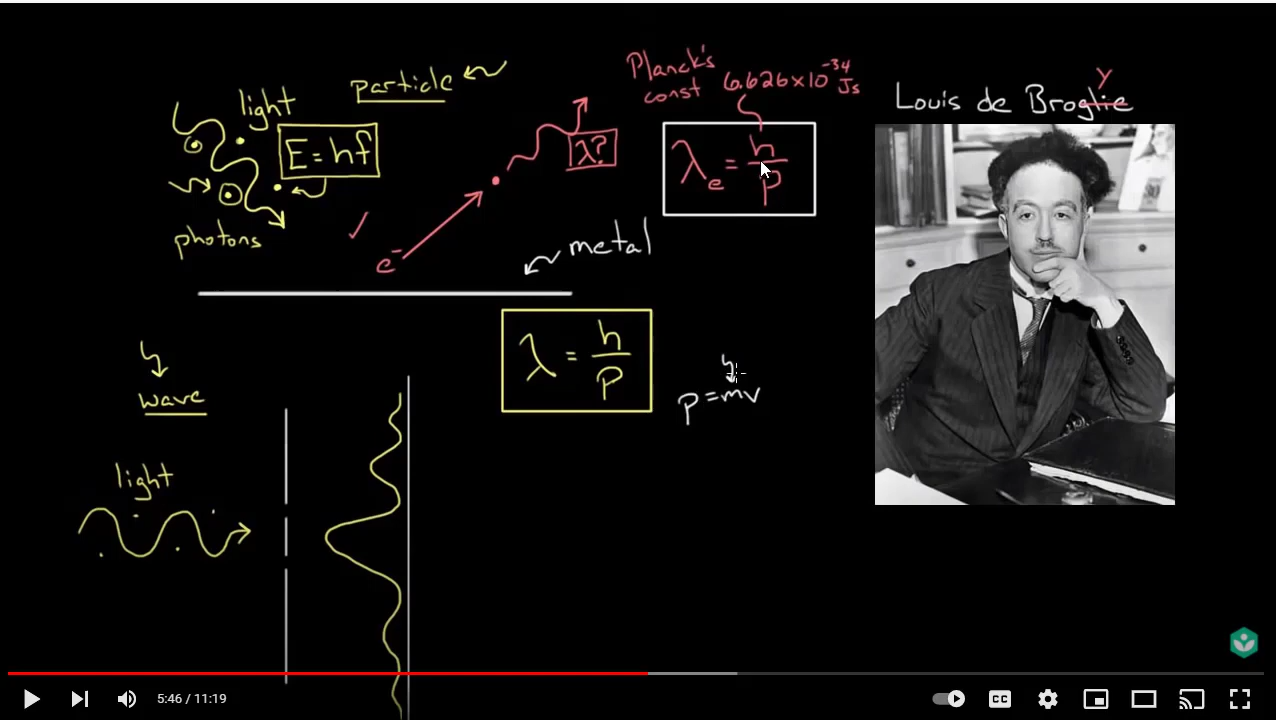 particle
light
E = hf
photons
e⁻
λ?
Planck's
const 6.626×10⁻³⁴ Js
λe = h/p
Louis de Broglie
y
metal
λ = h/p
p = mv
wave
light
5:46 / 11:19
CC